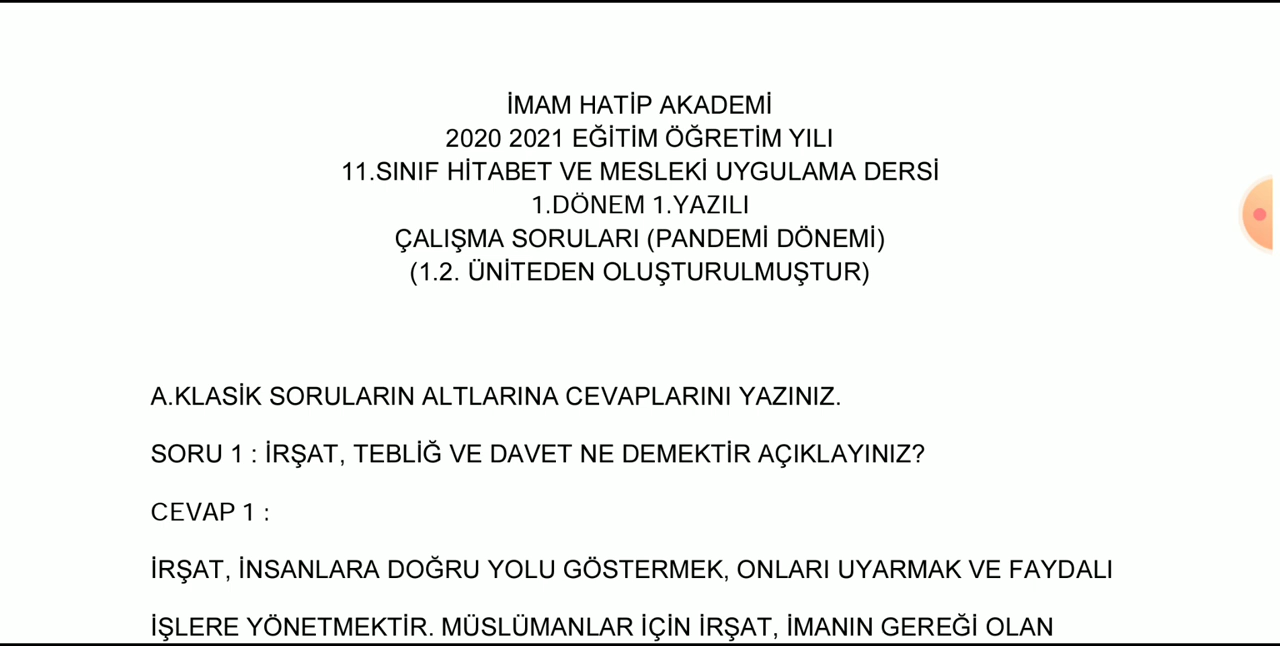 İMAM HATİP AKADEMİ
2020 2021 EĞİTİM ÖĞRETİM YILI
11.SINIF HİTABET VE MESLEKİ UYGULAMA DERSİ
1.DÖNEM 1.YAZILI
ÇALIŞMA SORULARI (PANDEMİ DÖNEMİ)
(1.2. ÜNİTEDEN OLUŞTURULMUŞTUR)
A.KLASİK SORULARIN ALTLARINA CEVAPLARINI YAZINIZ.
SORU 1 : İRŞAT, TEBLİĞ VE DAVET NE DEMEKTİR AÇIKLAYINIZ?
CEVAP 1 :
İRŞAT, İNSANLARA DOĞRU YOLU GÖSTERMEK, ONLARI UYARMAK VE FAYDALI
İŞLERE YÖNETMEKTİR. MÜSLÜMANLAR İÇİN İRŞAT, İMANIN GEREĞİ OLAN